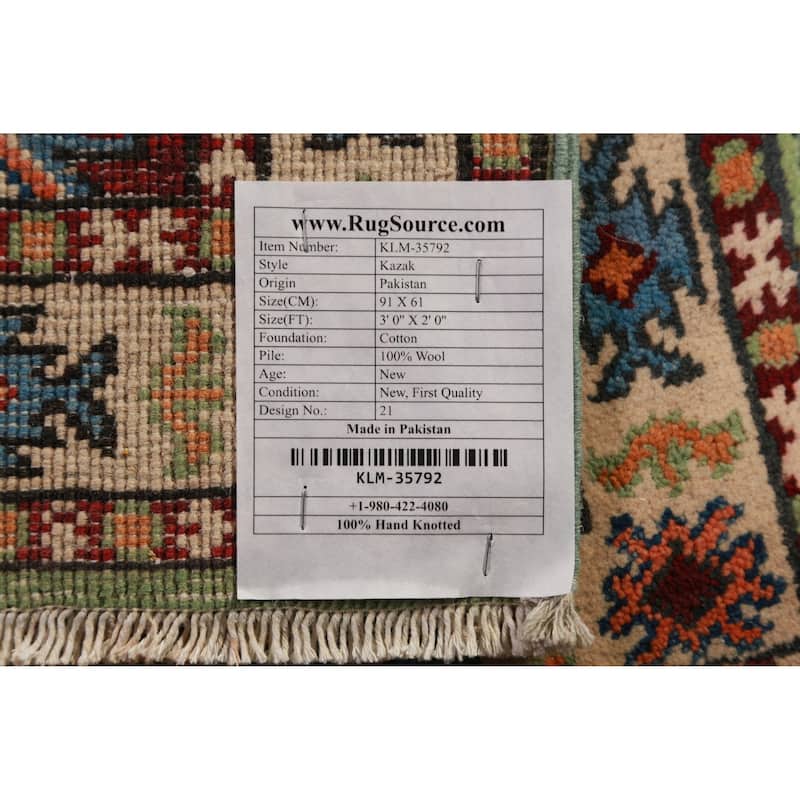 www.RugSource.com
Item Number: KLM-35792
Style Kazak
Origin Pakistan
Size(CM): 91 X 61
Size(FT): 3' 0" X 2' 0"
Foundation: Cotton
Pile: 100% Wool
Age: New
Condition: New, First Quality
Design No.: 21
Made in Pakistan
KLM-35792
+1-980-422-4080
100% Hand Knotted